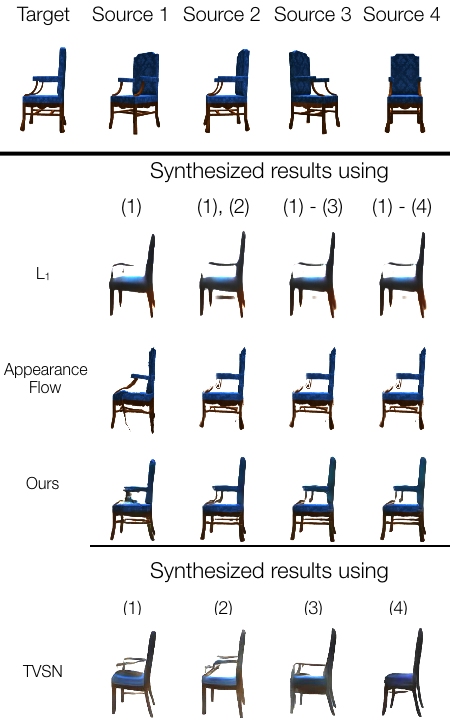 Target Source 1 Source 2 Source 3 Source 4
Synthesized results using
(1) (1), (2) (1) - (3) (1) - (4)
L₁
Appearance
Flow
Ours
Synthesized results using
(1) (2) (3) (4)
TVSN